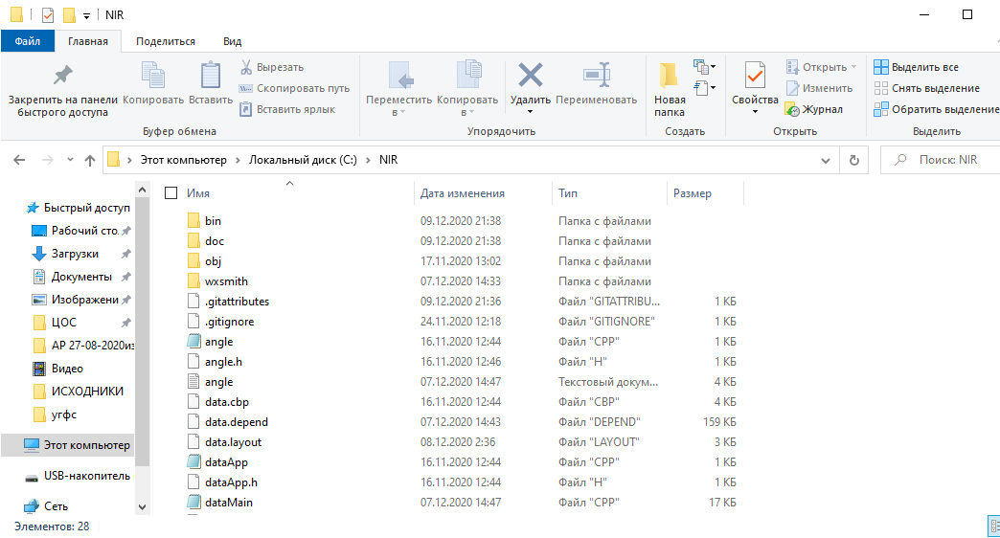 NIR
Файл Главная Поделиться Вид
Закрепить на панели быстрого доступа
Копировать
Вставить
Вырезать
Скопировать путь
Вставить ярлык
Переместить в
Копировать в
Удалить
Переименовать
Новая папка
Свойства
Открыть
Изменить
Журнал
Выделить все
Снять выделение
Обратить выделение
Буфер обмена Упорядочить Создать Открыть Выделить
Этот компьютер Локальный диск (C:) NIR Поиск: NIR
Быстрый доступ
Рабочий сто.
Загрузки
Документы
Изображени
ЦОС
АР 27-08-2020из
Видео
ИСХОДНИКИ
угфс
Этот компьютер
USB-накопитель
Сеть
Имя Дата изменения Тип Размер
bin 09.12.2020 21:38 Папка с файлами
doc 09.12.2020 21:38 Папка с файлами
obj 17.11.2020 13:02 Папка с файлами
wxsmith 07.12.2020 14:33 Папка с файлами
.gitattributes 09.12.2020 21:36 Файл "GITATTRIBU... 1 КБ
.gitignore 24.11.2020 12:18 Файл "GITIGNORE" 1 КБ
angle 16.11.2020 12:44 Файл "CPP" 1 КБ
angle.h 16.11.2020 12:46 Файл "H" 1 КБ
angle 07.12.2020 14:47 Текстовый докум... 4 КБ
data.cbp 16.11.2020 12:44 Файл "CBP" 4 КБ
data.depend 07.12.2020 14:43 Файл "DEPEND" 159 КБ
data.layout 08.12.2020 2:36 Файл "LAYOUT" 3 КБ
dataApp 16.11.2020 12:44 Файл "CPP" 1 КБ
dataApp.h 16.11.2020 12:44 Файл "H" 1 КБ
dataMain 07.12.2020 14:47 Файл "CPP" 17 КБ
Элементов: 28